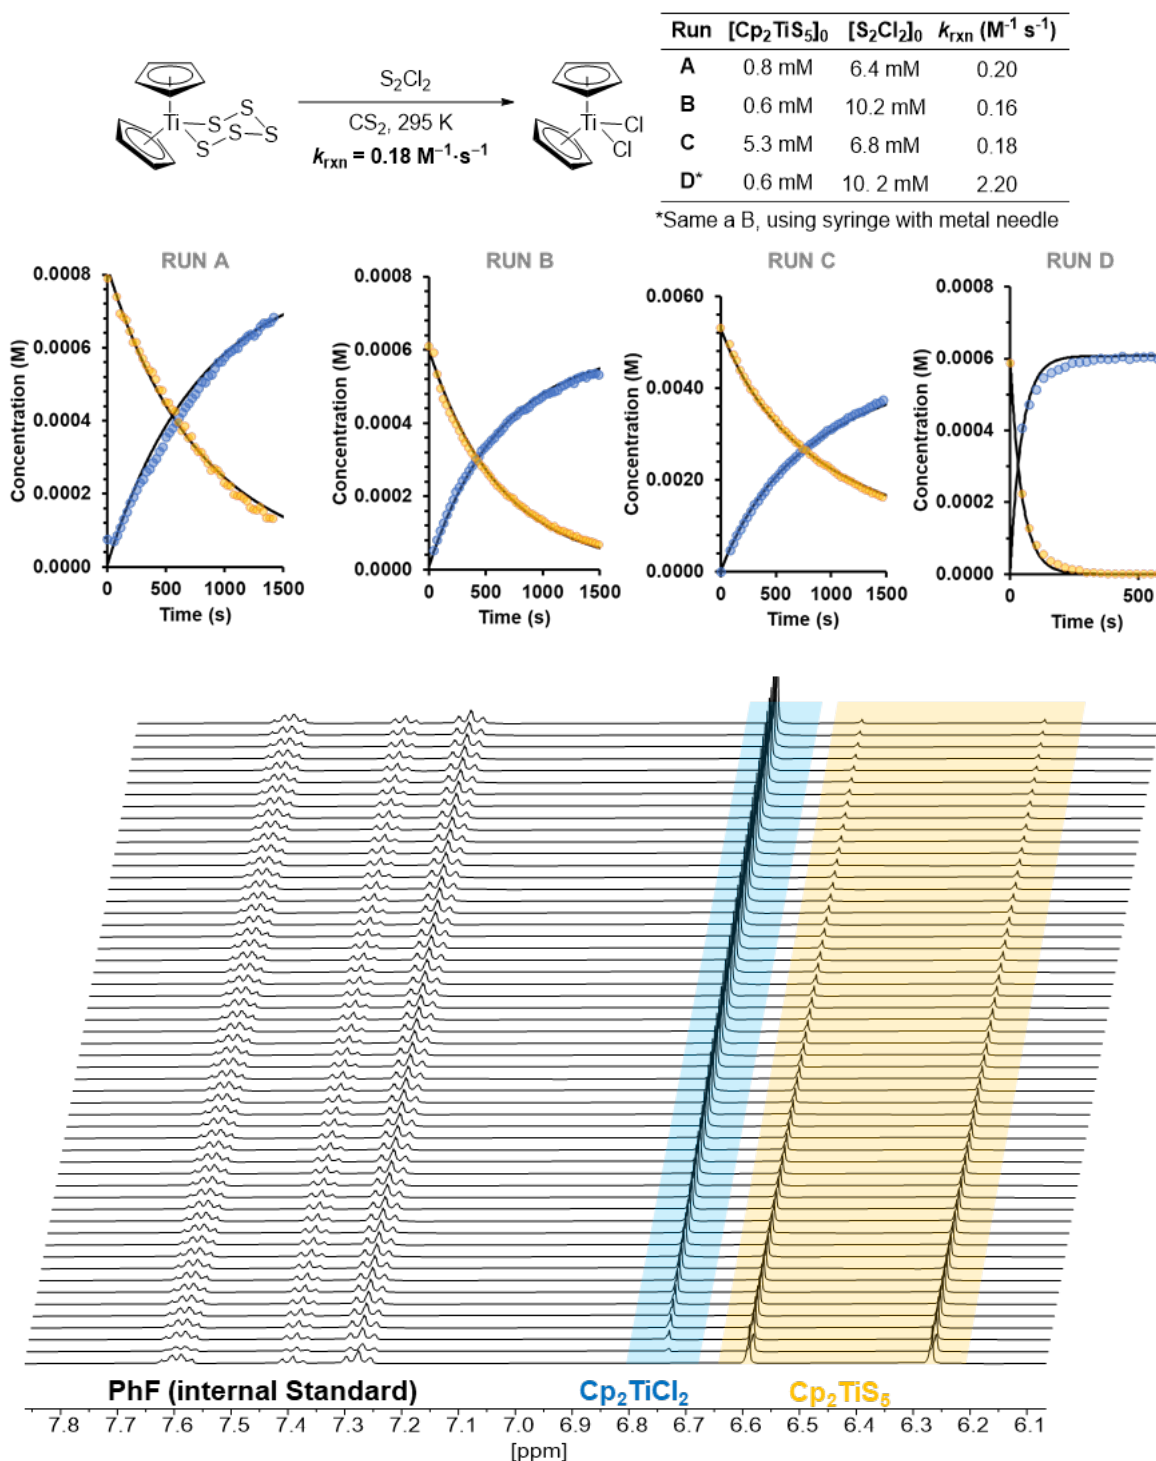 Run [Cp₂TiS₅]₀ [S₂Cl₂]₀ kᵣₓₙ (M⁻¹ s⁻¹)
A 0.8 mM 6.4 mM 0.20
B 0.6 mM 10.2 mM 0.16
C 5.3 mM 6.8 mM 0.18
D* 0.6 mM 10. 2 mM 2.20
*Same a B, using syringe with metal needle
S₂Cl₂
CS₂, 295 K
kᵣₓₙ = 0.18 M⁻¹·s⁻¹
Ti
S
S
S
S
S
Ti
Cl
Cl
RUN A
Concentration (M)
0.0008
0.0006
0.0004
0.0002
0.0000
0 500 1000 1500
Time (s)
RUN B
Concentration (M)
0.0008
0.0006
0.0004
0.0002
0.0000
0 500 1000 1500
Time (s)
RUN C
Concentration (M)
0.0060
0.0040
0.0020
0.0000
0 500 1000 1500
Time (s)
RUN D
Concentration (M)
0.0008
0.0006
0.0004
0.0002
0.0000
0 500
Time (s)
PhF (internal Standard) Cp₂TiCl₂ Cp₂TiS₅
7.8 7.7 7.6 7.5 7.4 7.3 7.2 7.1 7.0 6.9 6.8 6.7 6.6 6.5 6.4 6.3 6.2 6.1
[ppm]